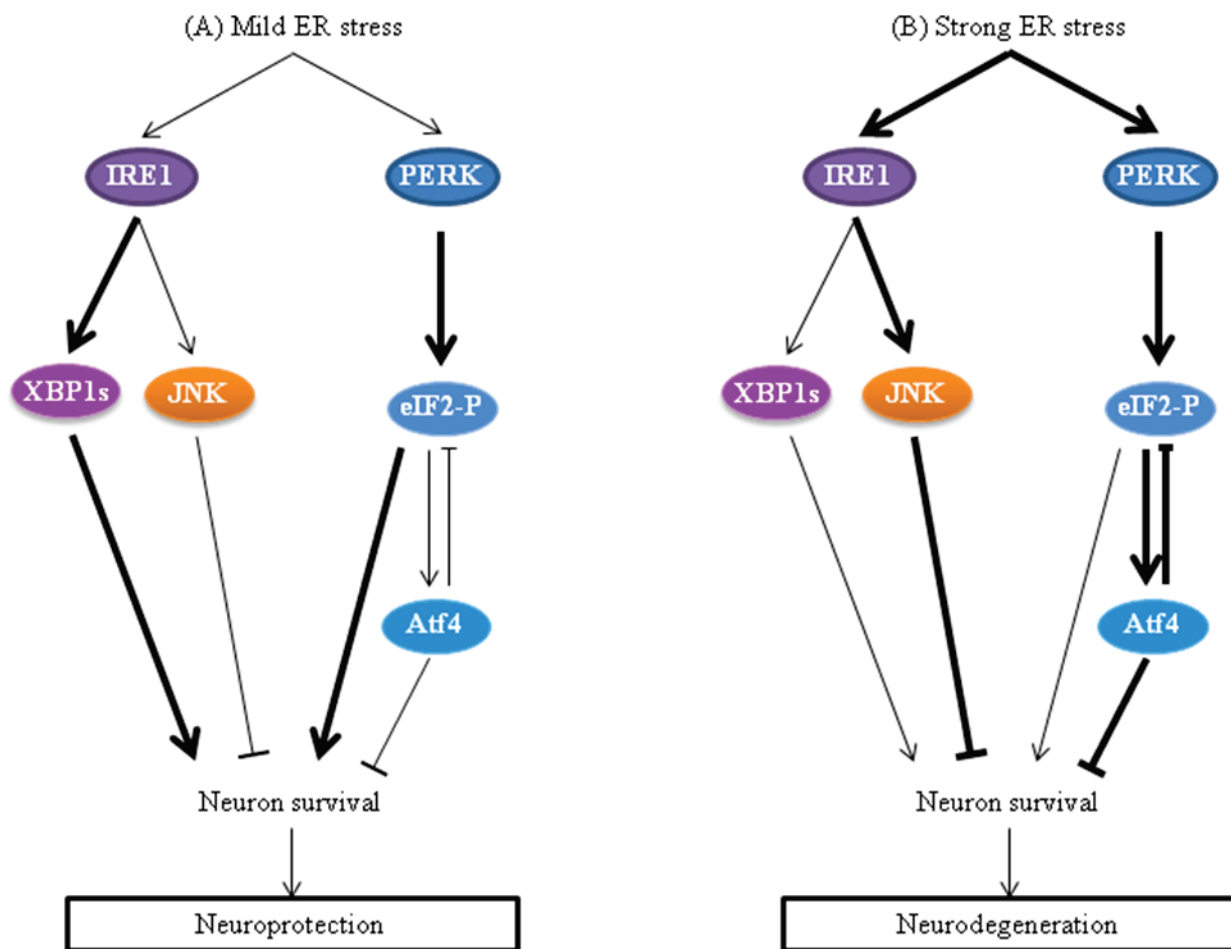 (A) Mild ER stress
IRE1
PERK
XBP1s
JNK
eIF2-P
Atf4
Neuron survival
Neuroprotection
(B) Strong ER stress
IRE1
PERK
XBP1s
JNK
eIF2-P
Atf4
Neuron survival
Neurodegeneration